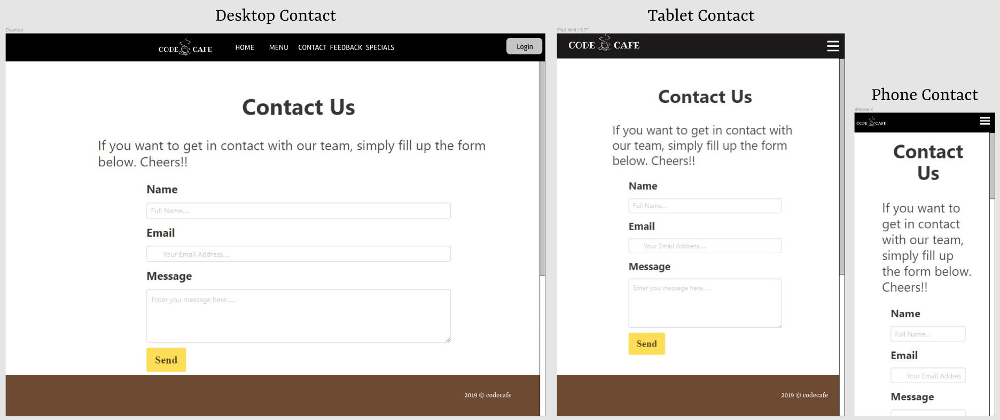 Desktop Contact
Desktop
CODE CAFE HOME MENU CONTACT FEEDBACK SPECIALS Login
Contact Us
If you want to get in contact with our team, simply fill up the form
below. Cheers!!
Name
Full Name....
Email
Your Email Address.....
Message
Enter you message here......
Send
2019 © codecafe
Tablet Contact
iPad Mini / 9.7"
CODE CAFE
Contact Us
If you want to get in contact with
our team, simply fill up the form
below. Cheers!!
Name
Full Name....
Email
Your Email Address.....
Message
Enter you message here......
Send
2019 © codecafe
Phone Contact
iPhone X
CODE CAFE
Contact
Us
If you want to
get in contact
with our team,
simply fill up
the form below.
Cheers!!
Name
Full Name....
Email
Your Email Addres
Message